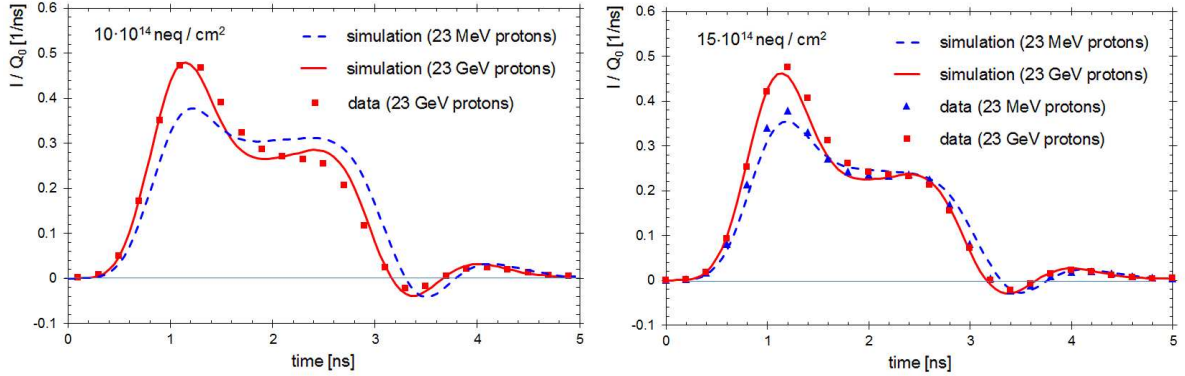 0.6
0.5
0.4
0.3
0.2
0.1
0
-0.1
I / Q0 [1/ns]
10·10^14 neq / cm²
simulation (23 MeV protons)
simulation (23 GeV protons)
data (23 GeV protons)
0 1 2 3 4 5
time [ns]
0.6
0.5
0.4
0.3
0.2
0.1
0
-0.1
I / Q0 [1/ns]
15·10^14 neq / cm²
simulation (23 MeV protons)
simulation (23 GeV protons)
data (23 MeV protons)
data (23 GeV protons)
0 1 2 3 4 5
time [ns]